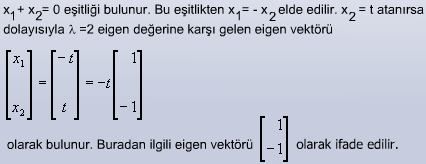 x₁+ x₂= 0 eşitliği bulunur. Bu eşitlikten x₁= - x₂ elde edilir. x₂ = t atanırsa
dolayısıyla λ =2 eigen değerine karşı gelen eigen vektörü
[x₁ x₂] = [-t t] = -t [1 -1]
olarak bulunur. Buradan ilgili eigen vektörü [1 -1] olarak ifade edilir.